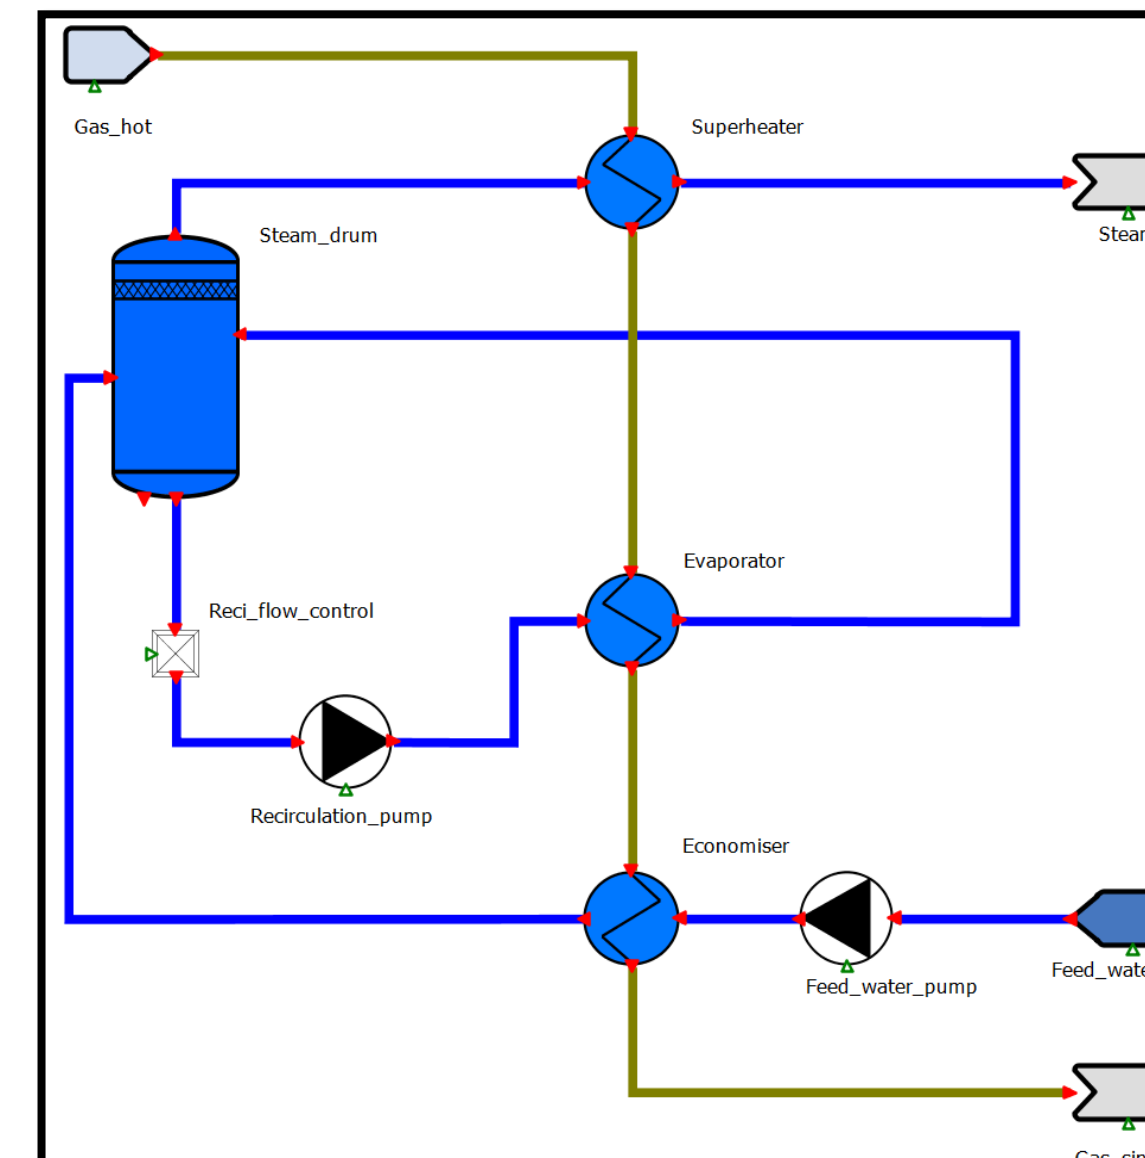 Gas_hot
Superheater
Steam_drum
Evaporator
Reci_flow_control
Recirculation_pump
Economiser
Feed_water_pump